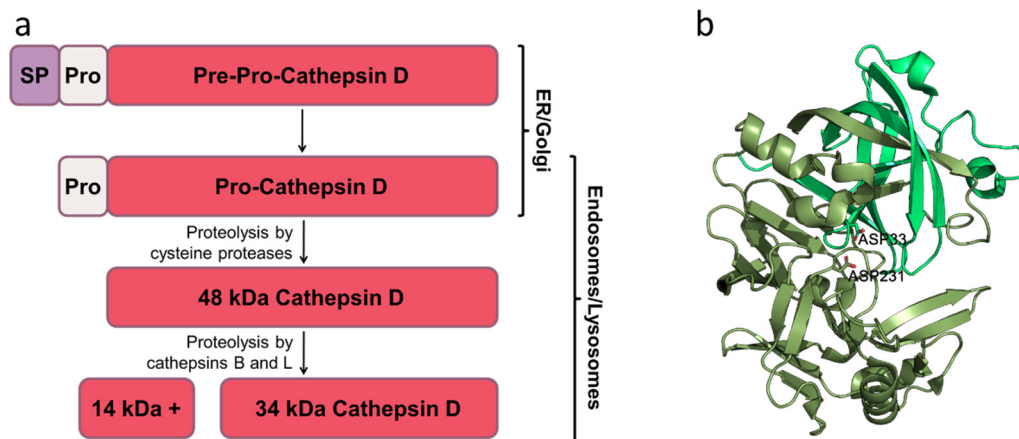 a
b
SP
Pro
Pre-Pro-Cathepsin D
ER/Golgi
Pro
Pro-Cathepsin D
Endosomes/Lysosomes
Proteolysis by
cysteine proteases
48 kDa Cathepsin D
Proteolysis by
cathepsins B and L
14 kDa +
34 kDa Cathepsin D
ASP33
ASP231